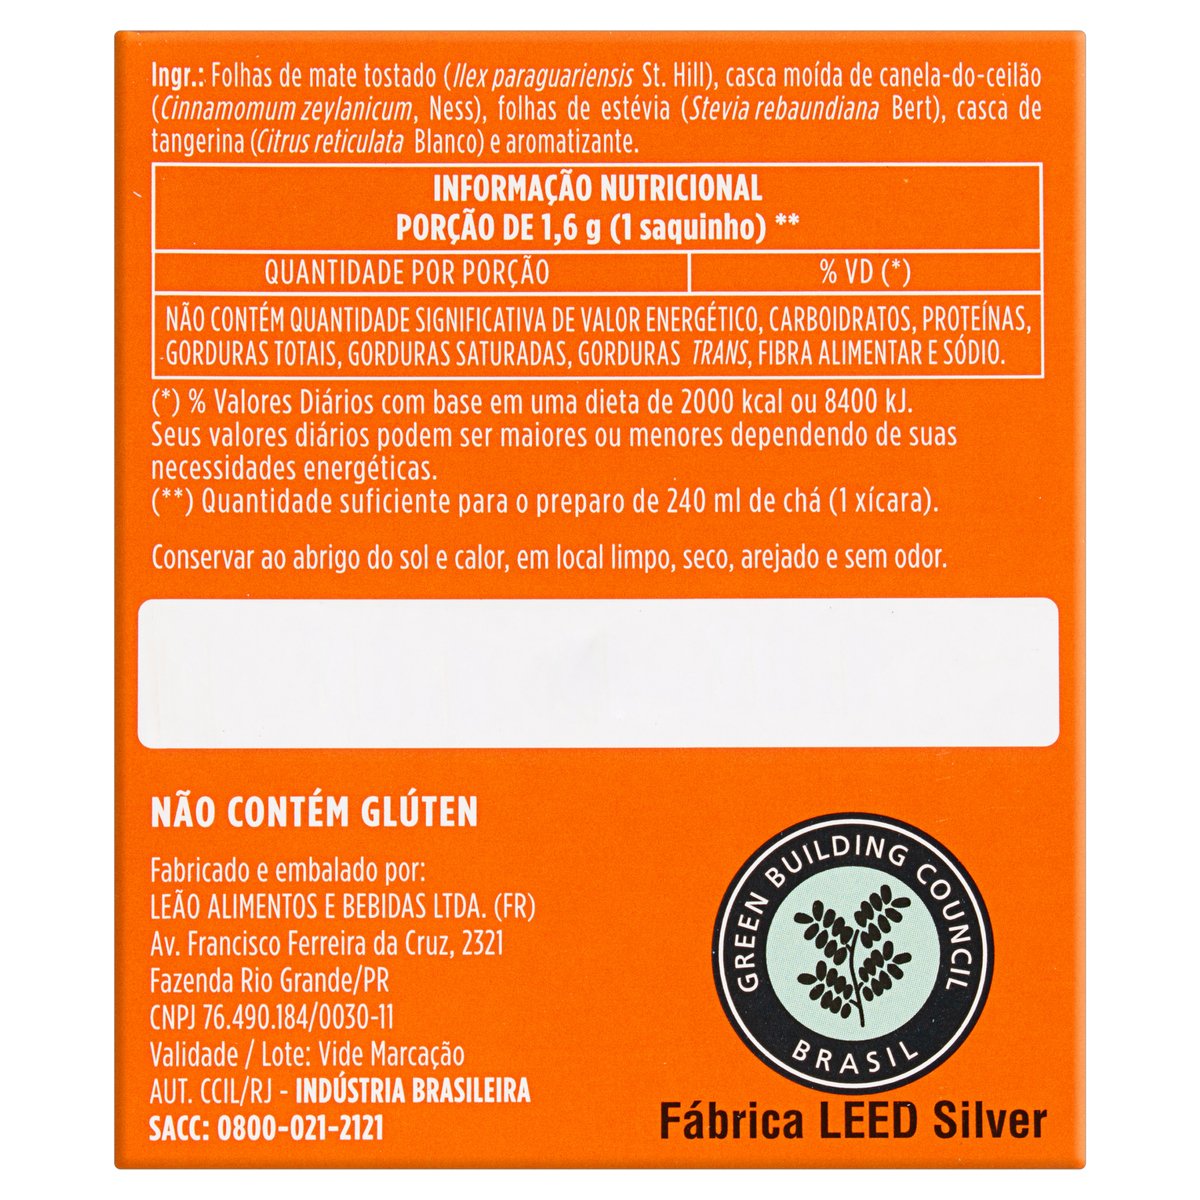 Ingr.: Folhas de mate tostado (Ilex paraguariensis St. Hill), casca moída de canela-do-ceilão
(Cinnamomum zeylanicum, Ness), folhas de estévia (Stevia rebaundiana Bert), casca de
tangerina (Citrus reticulata Blanco) e aromatizante.
INFORMAÇÃO NUTRICIONAL
PORÇÃO DE 1,6 g (1 saquinho) **
QUANTIDADE POR PORÇÃO
% VD (*)
NÃO CONTÉM QUANTIDADE SIGNIFICATIVA DE VALOR ENERGÉTICO, CARBOIDRATOS, PROTEÍNAS,
GORDURAS TOTAIS, GORDURAS SATURADAS, GORDURAS TRANS, FIBRA ALIMENTAR E SÓDIO.
(*) % Valores Diários com base em uma dieta de 2000 kcal ou 8400 kJ.
Seus valores diários podem ser maiores ou menores dependendo de suas
necessidades energéticas.
(**) Quantidade suficiente para o preparo de 240 ml de chá (1 xícara).
Conservar ao abrigo do sol e calor, em local limpo, seco, arejado e sem odor.
NÃO CONTÉM GLÚTEN
Fabricado e embalado por:
LEÃO ALIMENTOS E BEBIDAS LTDA. (FR)
Av. Francisco Ferreira da Cruz, 2321
Fazenda Rio Grande/PR
CNPJ 76.490.184/0030-11
Validade / Lote: Vide Marcação
AUT. CCIL/RJ - INDÚSTRIA BRASILEIRA
SACC: 0800-021-2121
GREEN BUILDING COUNCIL
BRASIL
Fábrica LEED Silver